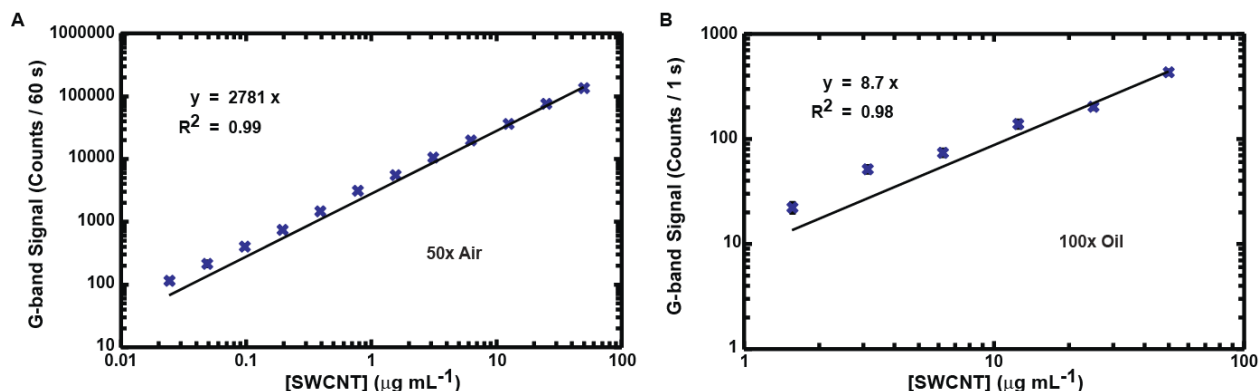 A
1000000
100000
10000
1000
100
10
0.01
0.1
1
10
100
G-band Signal (Counts / 60 s)
[SWCNT] (μg mL⁻¹)
y = 2781 x
R² = 0.99
50x Air
B
1000
100
10
1
1
10
100
G-band Signal (Counts / 1 s)
[SWCNT] (μg mL⁻¹)
y = 8.7 x
R² = 0.98
100x Oil